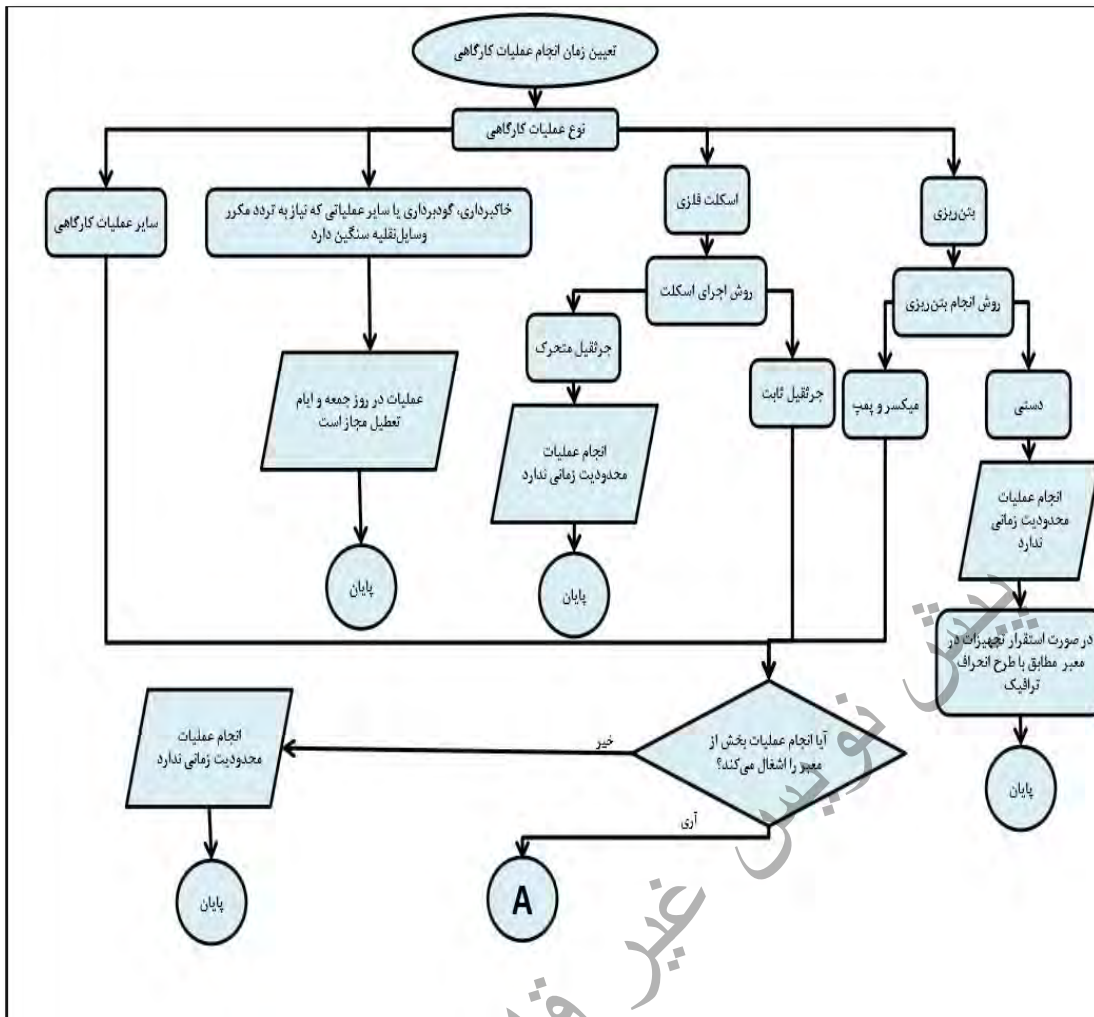 تعیین زمان انجام عملیات کارگاهی
نوع عملیات کارگاهی
بتن‌ریزی
اسکلت فلزی
خاکبرداری، گودبرداری یا سایر عملیاتی که نیاز به تردد مکرر
وسایل‌نقلیه سنگین دارد
سایر عملیات کارگاهی
روش انجام بتن‌ریزی
روش اجرای اسکلت
دستی
میکسر و پمپ
جرثقیل ثابت
جرثقیل متحرک
عملیات در روز جمعه و ایام
تعطیل مجاز است
انجام عملیات
محدودیت زمانی ندارد
انجام عملیات
محدودیت زمانی
ندارد
پایان
پایان
در صورت استقرار تجهیزات در
معبر مطابق با طرح انحراف
ترافیک
پایان
آیا انجام عملیات بخش از
معبر را اشغال می‌کند؟
خیر
انجام عملیات
محدودیت زمانی ندارد
آری
A
پایان
پیش نویس غیر